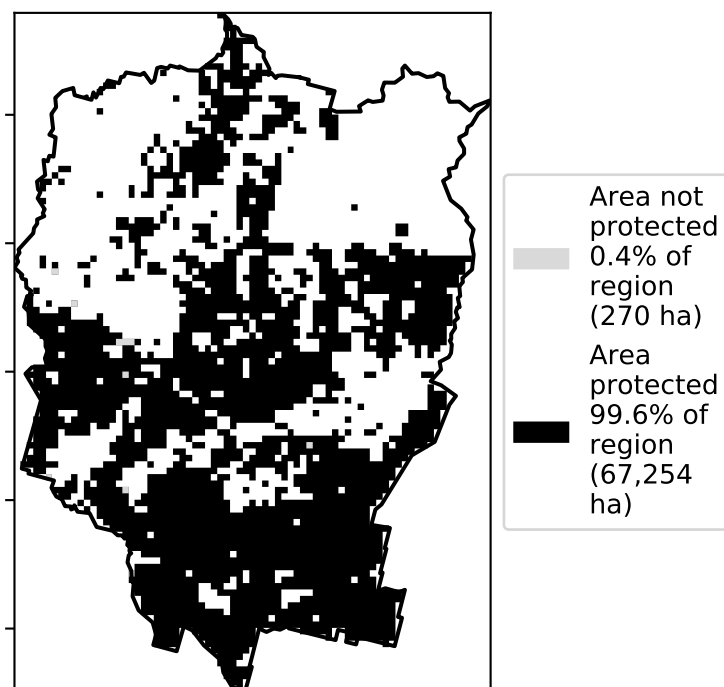 Area not
protected
0.4% of
region
(270 ha)
Area
protected
99.6% of
region
(67,254
ha)